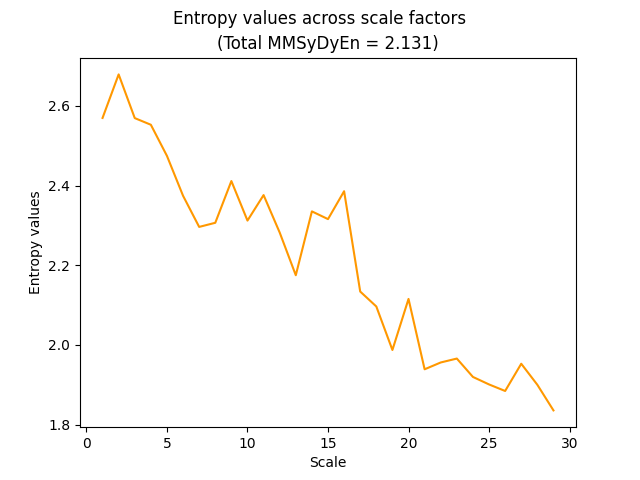 Entropy values across scale factors
(Total MMSyDyEn = 2.131)
Entropy values
2.6
2.4
2.2
2.0
1.8
0 5 10 15 20 25 30
Scale